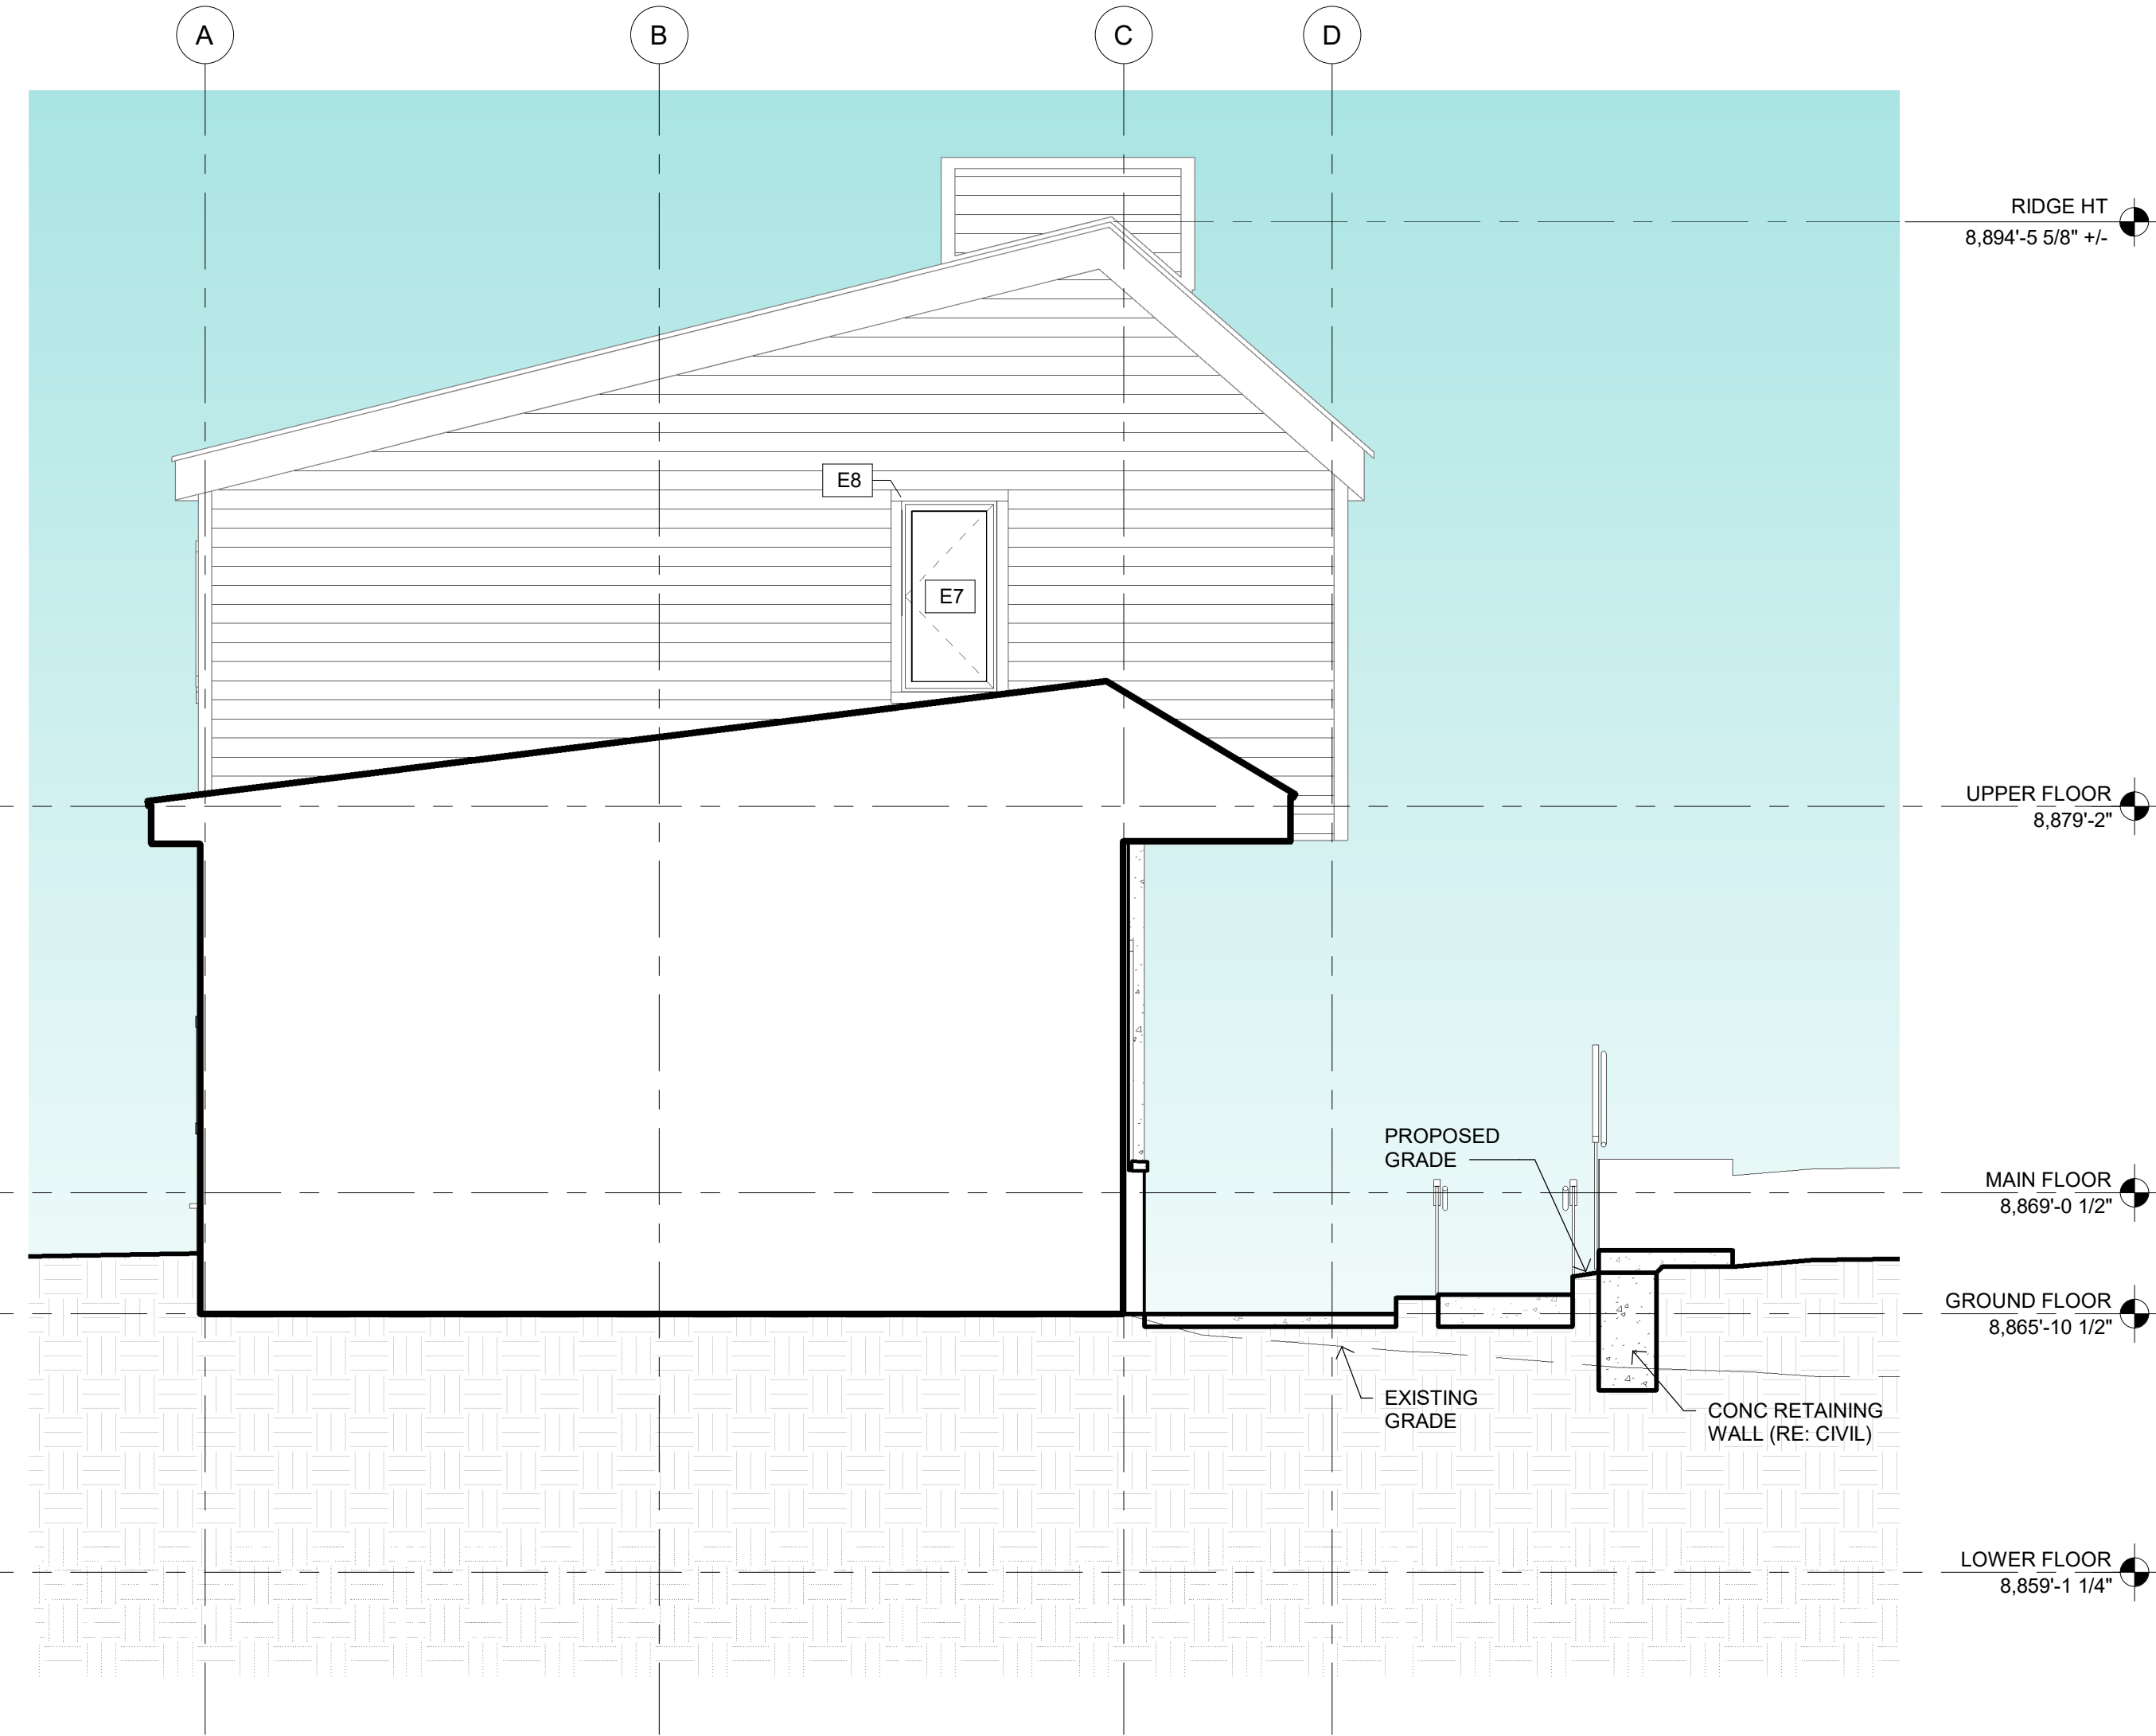 A
B
C
D
RIDGE HT
8,894'-5 5/8" +/-
E8
E7
UPPER FLOOR
8,879'-2"
PROPOSED
GRADE
MAIN FLOOR
8,869'-0 1/2"
GROUND FLOOR
8,865'-10 1/2"
EXISTING
GRADE
CONC RETAINING
WALL (RE: CIVIL)
LOWER FLOOR
8,859'-1 1/4"